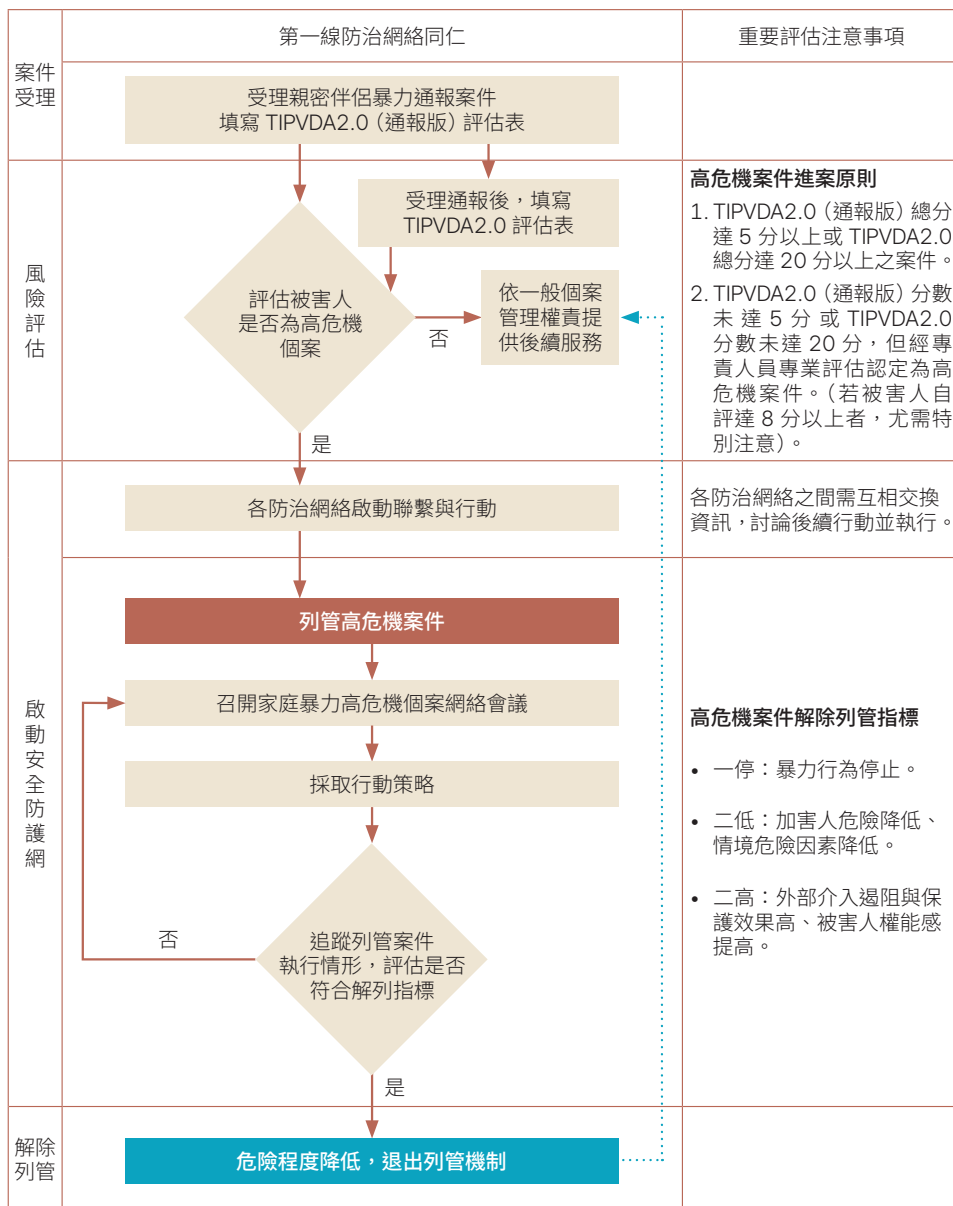 第一線防治網絡同仁
重要評估注意事項
案件
受理
受理親密伴侶暴力通報案件
填寫 TIPVDA2.0（通報版）評估表
風
險
評
估
受理通報後，填寫
TIPVDA2.0 評估表
評估被害人
是否為高危機
個案
否
依一般個案
管理權責提
供後續服務
是
高危機案件進案原則
1. TIPVDA2.0（通報版）總分
達 5 分以上或 TIPVDA2.0
總分達 20 分以上之案件。
2. TIPVDA2.0（通報版）分數
未達 5 分或 TIPVDA2.0
分數未達 20 分，但經專
責人員專業評估認定為高
危機案件。（若被害人自
評達 8 分以上者，尤需特
別注意）。
啟
動
安
全
防
護
網
各防治網絡啟動聯繫與行動
各防治網絡之間需互相交換
資訊，討論後續行動並執行。
列管高危機案件
召開家庭暴力高危機個案網絡會議
採取行動策略
否
追蹤列管案件
執行情形，評估是否
符合解列指標
是
高危機案件解除列管指標
• 一停：暴力行為停止。
• 二低：加害人危險降低、
情境危險因素降低。
• 二高：外部介入遏阻與保
護效果高、被害人權能感
提高。
解除
列管
危險程度降低，退出列管機制